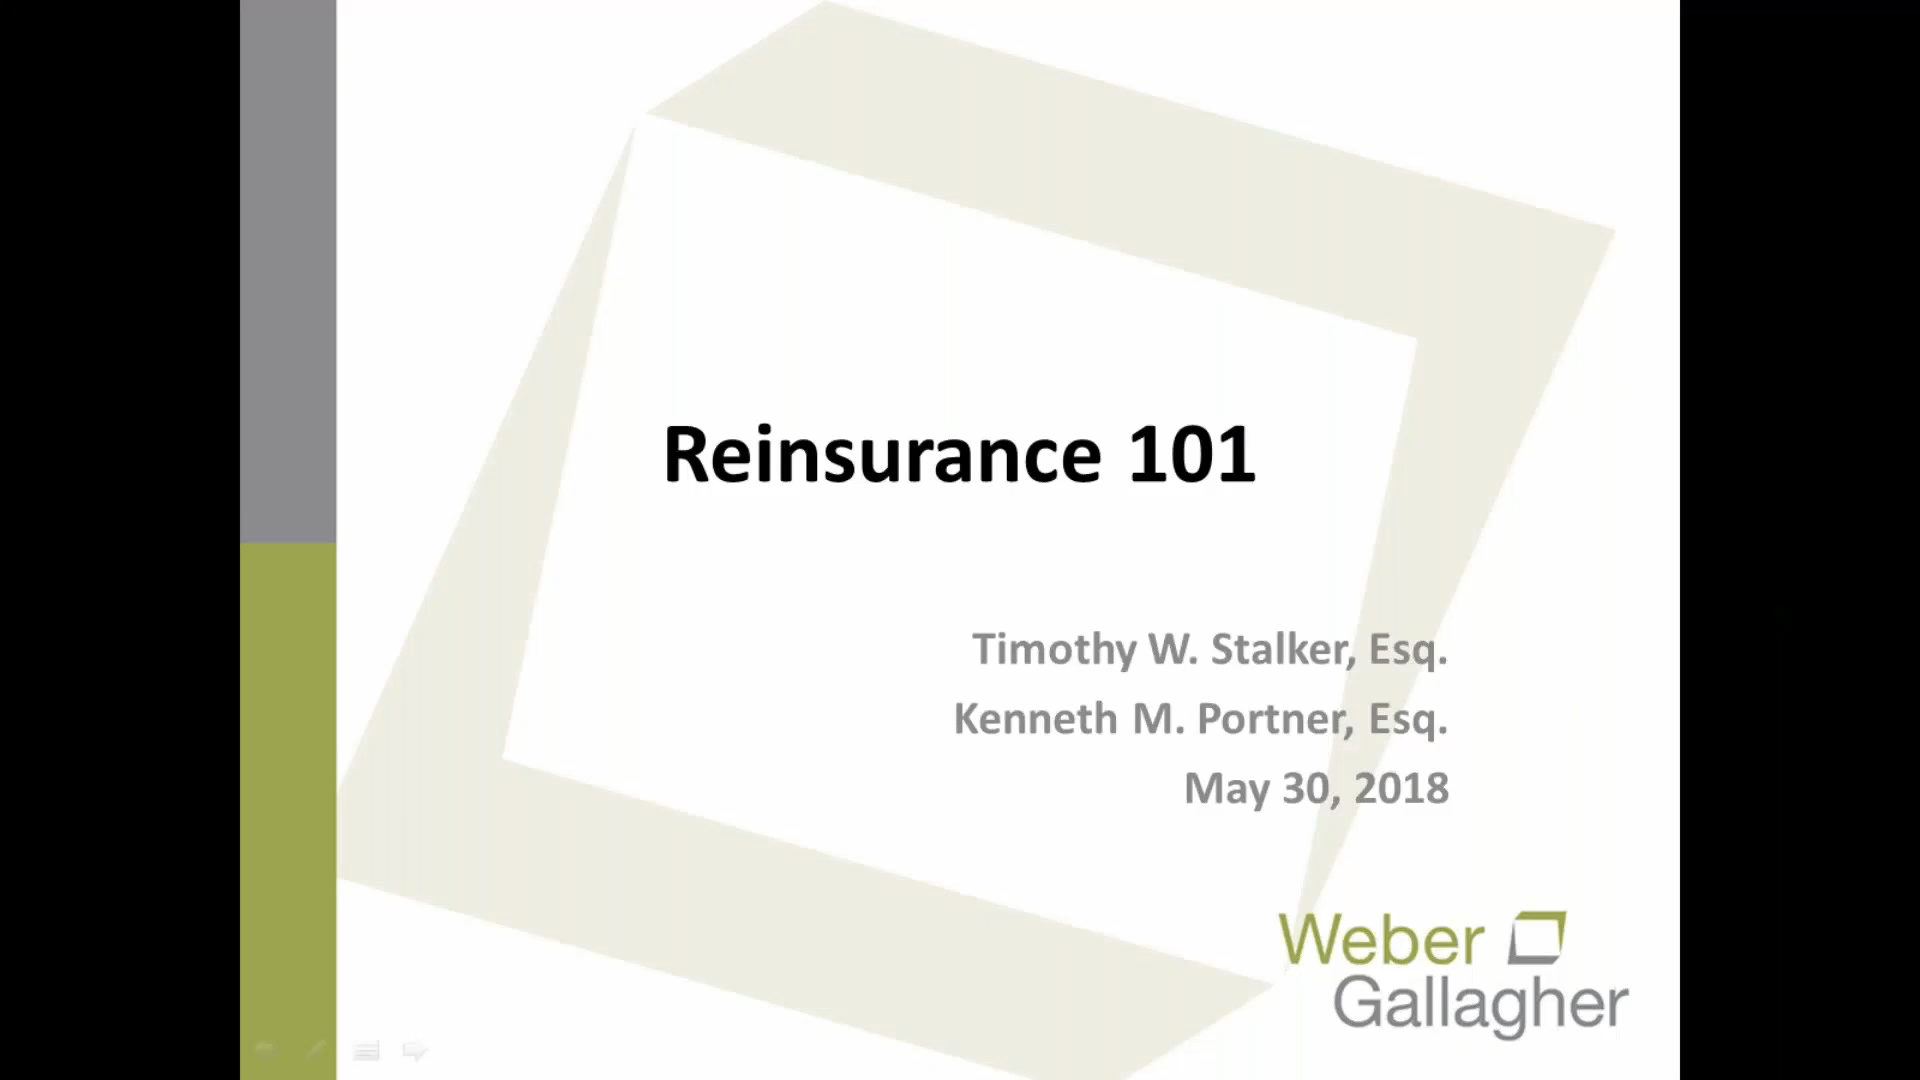 Reinsurance 101
Timothy W. Stalker, Esq.
Kenneth M. Portner, Esq.
May 30, 2018
Weber
Gallagher